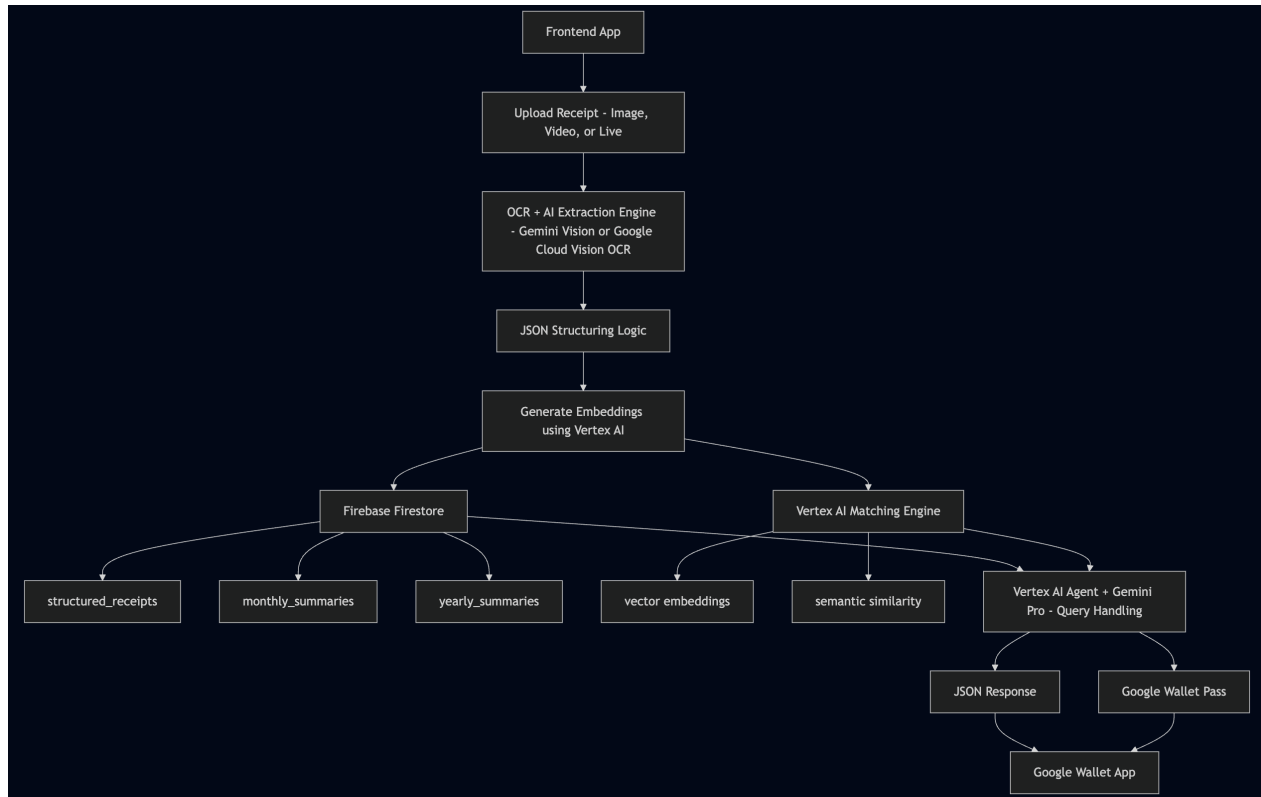 Frontend App
Upload Receipt - Image,
Video, or Live
OCR + AI Extraction Engine
- Gemini Vision or Google
Cloud Vision OCR
JSON Structuring Logic
Generate Embeddings
using Vertex AI
Firebase Firestore
Vertex AI Matching Engine
structured_receipts
monthly_summaries
yearly_summaries
vector embeddings
semantic similarity
Vertex AI Agent + Gemini
Pro - Query Handling
JSON Response
Google Wallet Pass
Google Wallet App